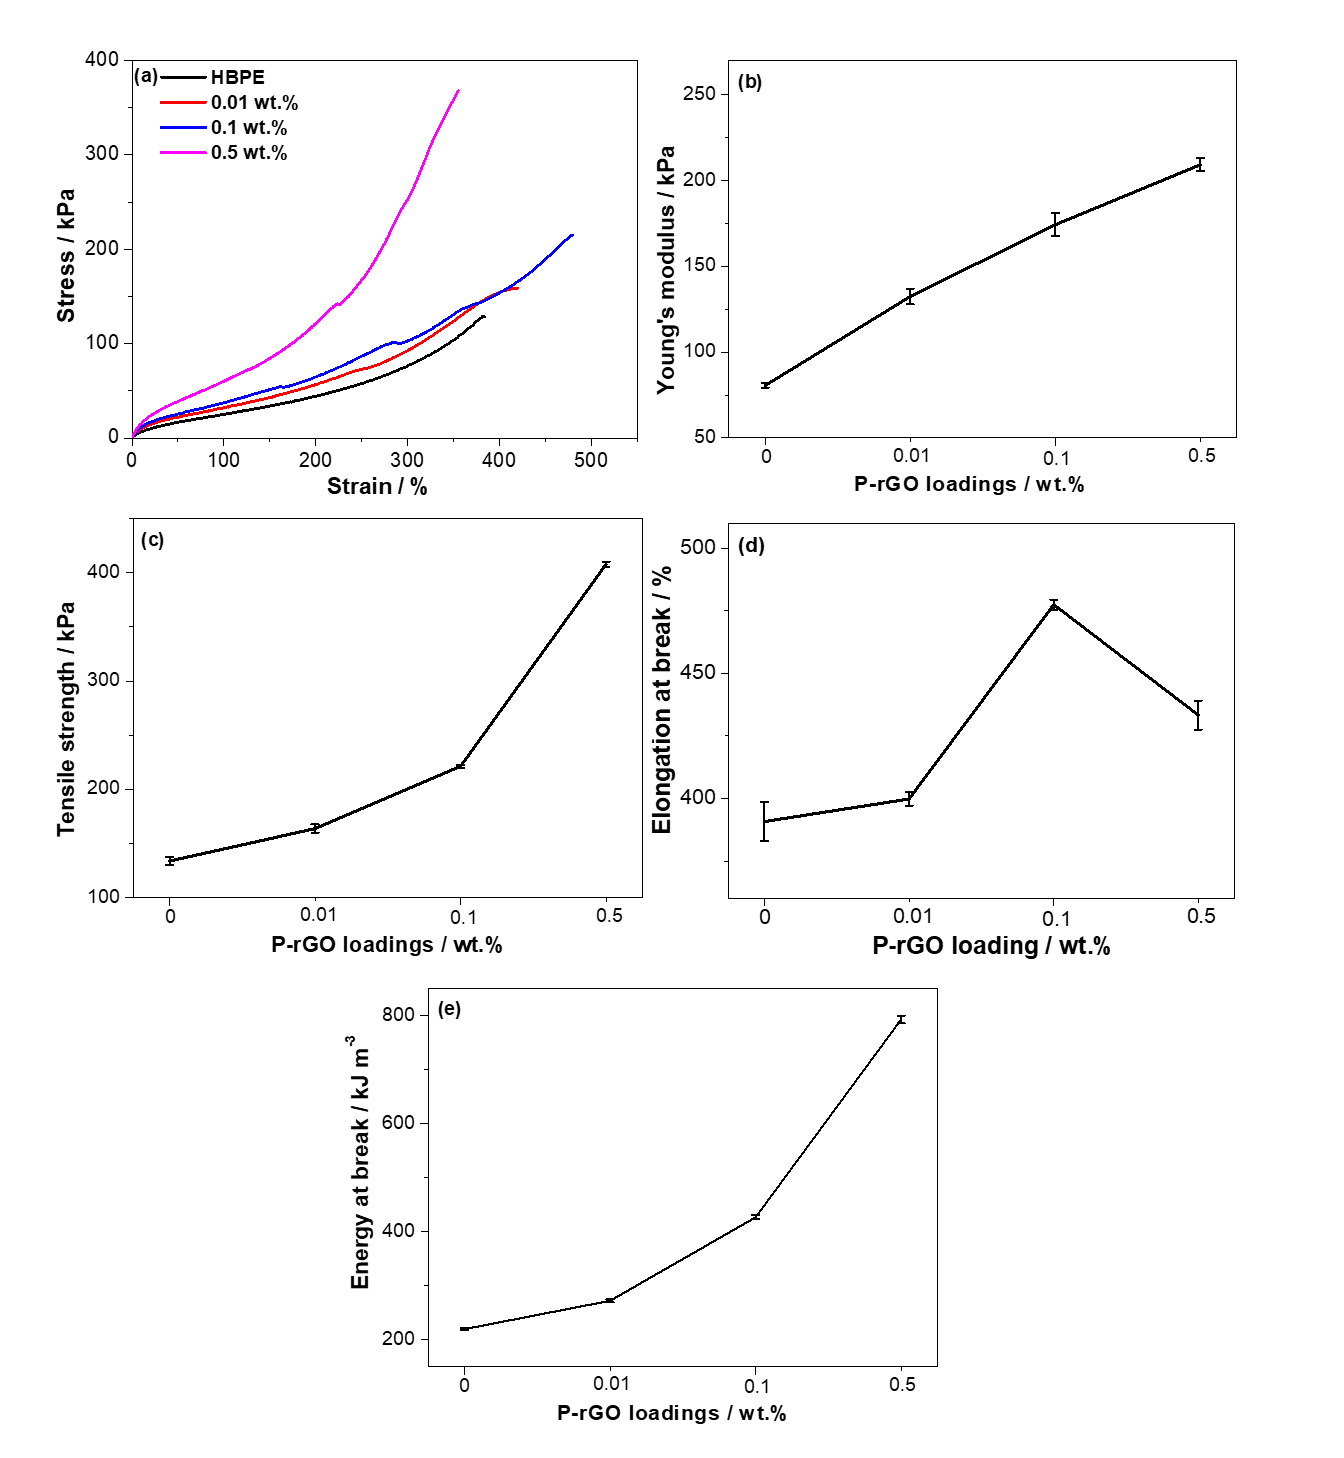 (a)
HBPE
0.01 wt.%
0.1 wt.%
0.5 wt.%
400
300
200
100
0
Stress / kPa
0 100 200 300 400 500
Strain / %
(b)
250
200
150
100
50
Young's modulus / kPa
0 0.01 0.1 0.5
P-rGO loadings / wt.%
(c)
400
300
200
100
Tensile strength / kPa
0 0.01 0.1 0.5
P-rGO loadings / wt.%
(d)
500
450
400
Elongation at break / %
0 0.01 0.1 0.5
P-rGO loading / wt.%
(e)
800
600
400
200
Energy at break / kJ m⁻³
0 0.01 0.1 0.5
P-rGO loadings / wt.%